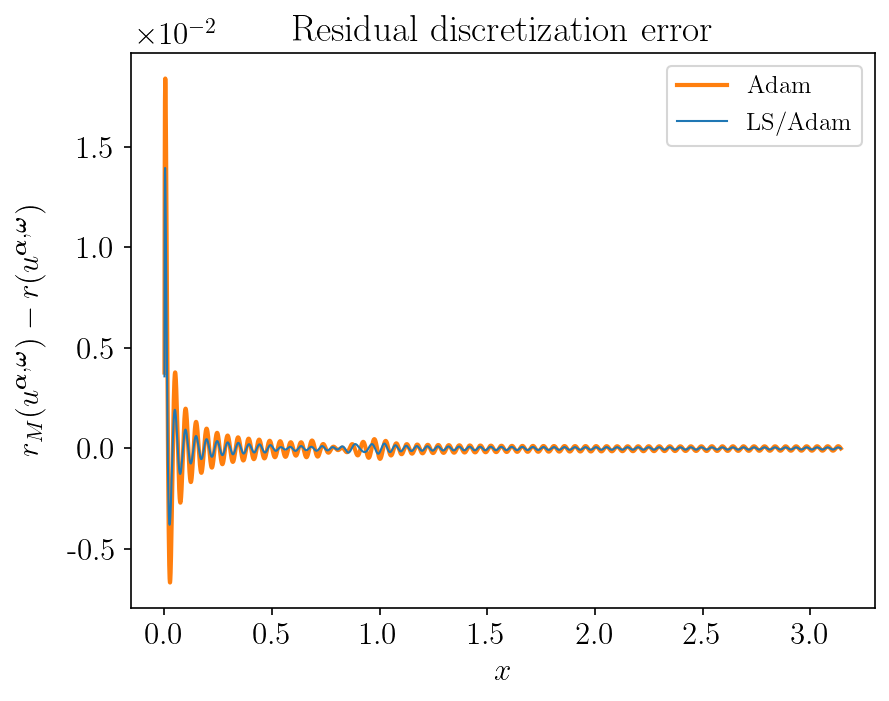 ×10⁻² Residual discretization error
Adam
LS/Adam
1.5
1.0
0.5
0.0
-0.5
r_M(u^{α,ω}) − r(u^{α,ω})
0.0 0.5 1.0 1.5 2.0 2.5 3.0
x